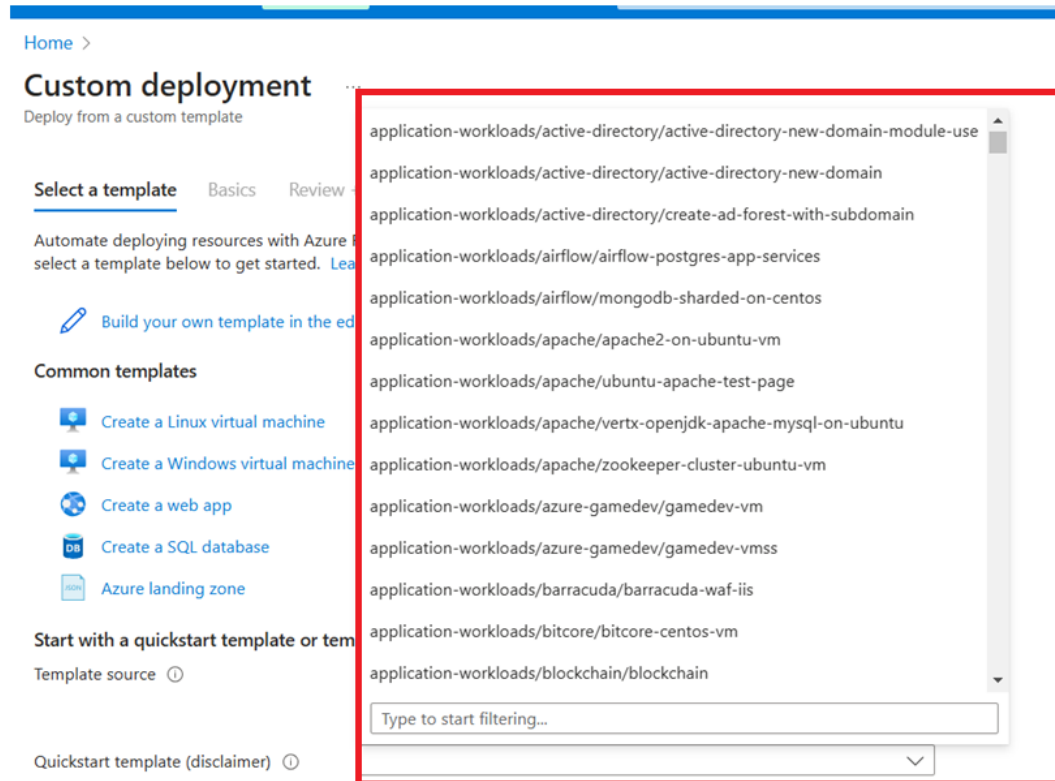 Home >
Custom deployment ...
Deploy from a custom template
Select a template Basics Review
Automate deploying resources with Azure
select a template below to get started. Lea
Build your own template in the ed
Common templates
Create a Linux virtual machine
Create a Windows virtual machine
Create a web app
DB
Create a SQL database
JSON
Azure landing zone
Start with a quickstart template or tem
Template source
Quickstart template (disclaimer)
application-workloads/active-directory/active-directory-new-domain-module-use
application-workloads/active-directory/active-directory-new-domain
application-workloads/active-directory/create-ad-forest-with-subdomain
application-workloads/airflow/airflow-postgres-app-services
application-workloads/airflow/mongodb-sharded-on-centos
application-workloads/apache/apache2-on-ubuntu-vm
application-workloads/apache/ubuntu-apache-test-page
application-workloads/apache/vertx-openjdk-apache-mysql-on-ubuntu
application-workloads/apache/zookeeper-cluster-ubuntu-vm
application-workloads/azure-gamedev/gamedev-vm
application-workloads/azure-gamedev/gamedev-vmss
application-workloads/barracuda/barracuda-waf-iis
application-workloads/bitcore/bitcore-centos-vm
application-workloads/blockchain/blockchain
Type to start filtering...